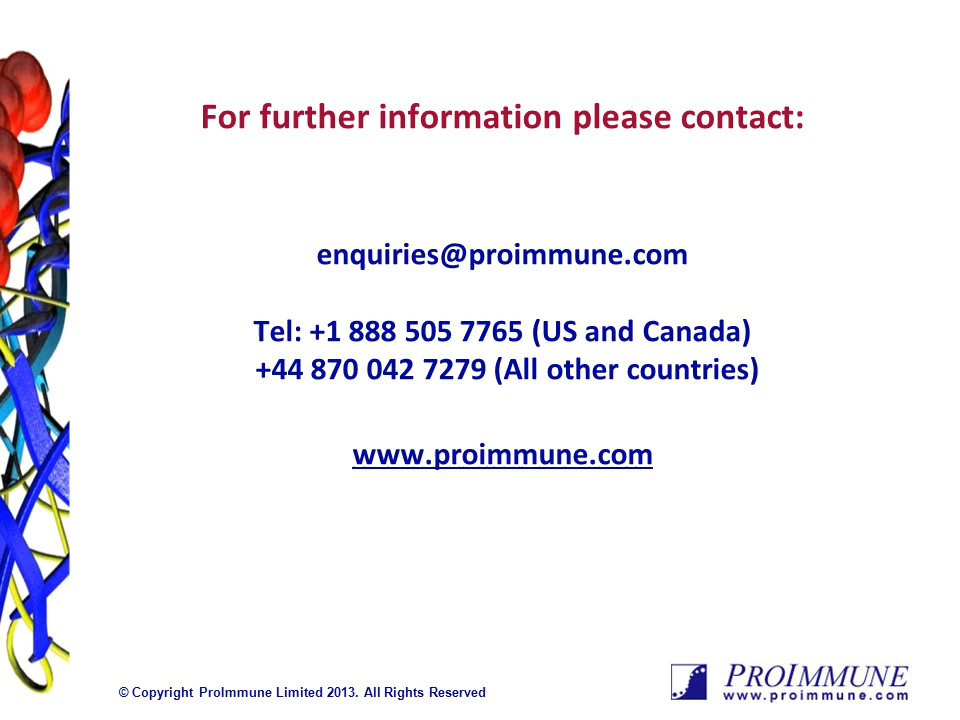 For further information please contact:
enquiries@proimmune.com
Tel: +1 888 505 7765 (US and Canada)
+44 870 042 7279 (All other countries)
www.proimmune.com
© Copyright ProImmune Limited 2013. All Rights Reserved
PROIMMUNE
www.proimmune.com